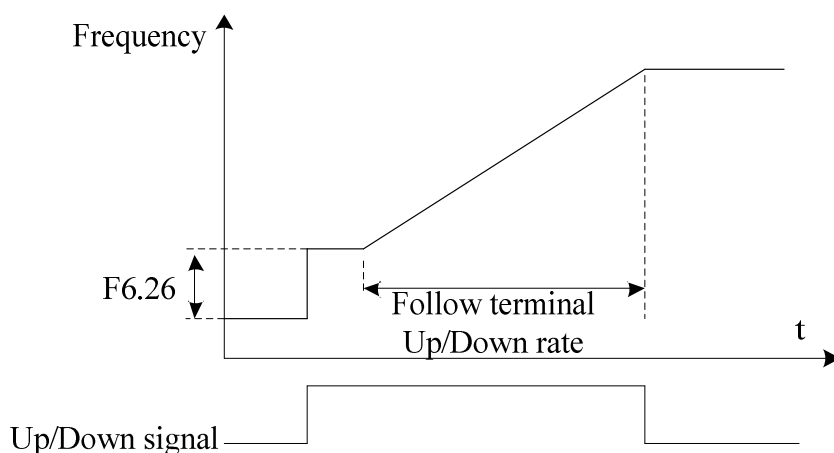 Frequency
F6.26
Follow terminal
Up/Down rate
t
Up/Down signal